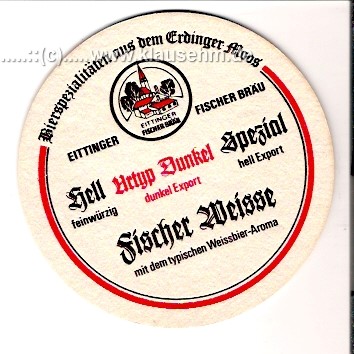 .....::(c).... www.klausehm.de
Bierspezialitäten aus dem Erdinger Moos
EITTINGER
FISCHER BRÄU
EITTINGER
FISCHER BRÄU
Hell
feinwürzig
Urtyp Dunkel
dunkel Export
Spezial
hell Export
Fischer Weisse
mit dem typischen Weissbier-Aroma